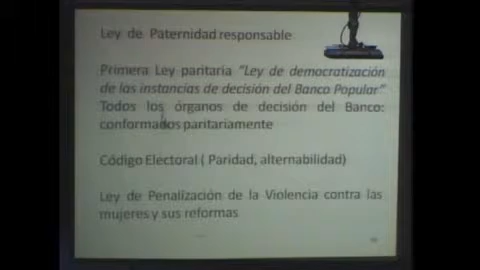 Ley de Paternidad responsable
Primera Ley paritaria "Ley de democratización
de las instancias de decisión del Banco Popular"
Todos los órganos de decisión del Banco:
conformados paritariamente
Código Electoral ( Paridad, alternabilidad)
Ley de Penalización de la Violencia contra las
mujeres y sus reformas